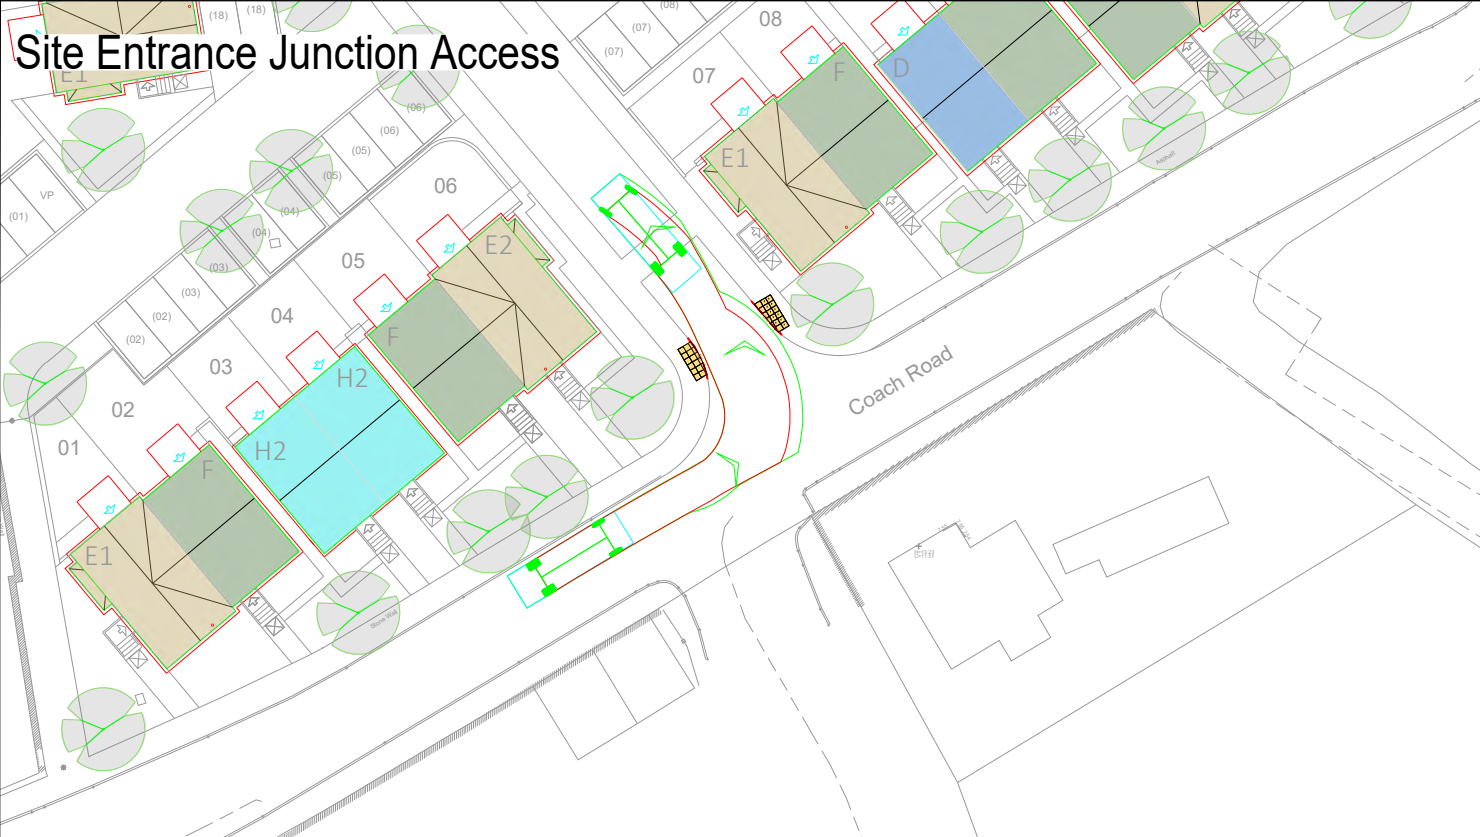 Site Entrance Junction Access
E1
(18)
(18)
(08)
(07)
(07)
08
07
F
D
E1
Asphalt
(06)
(06)
(05)
(05)
(04)
(04)
(03)
(03)
(02)
(02)
VP
(01)
06
05
04
03
02
01
E2
F
H2
H2
F
E1
Coach Road
Stone Wall